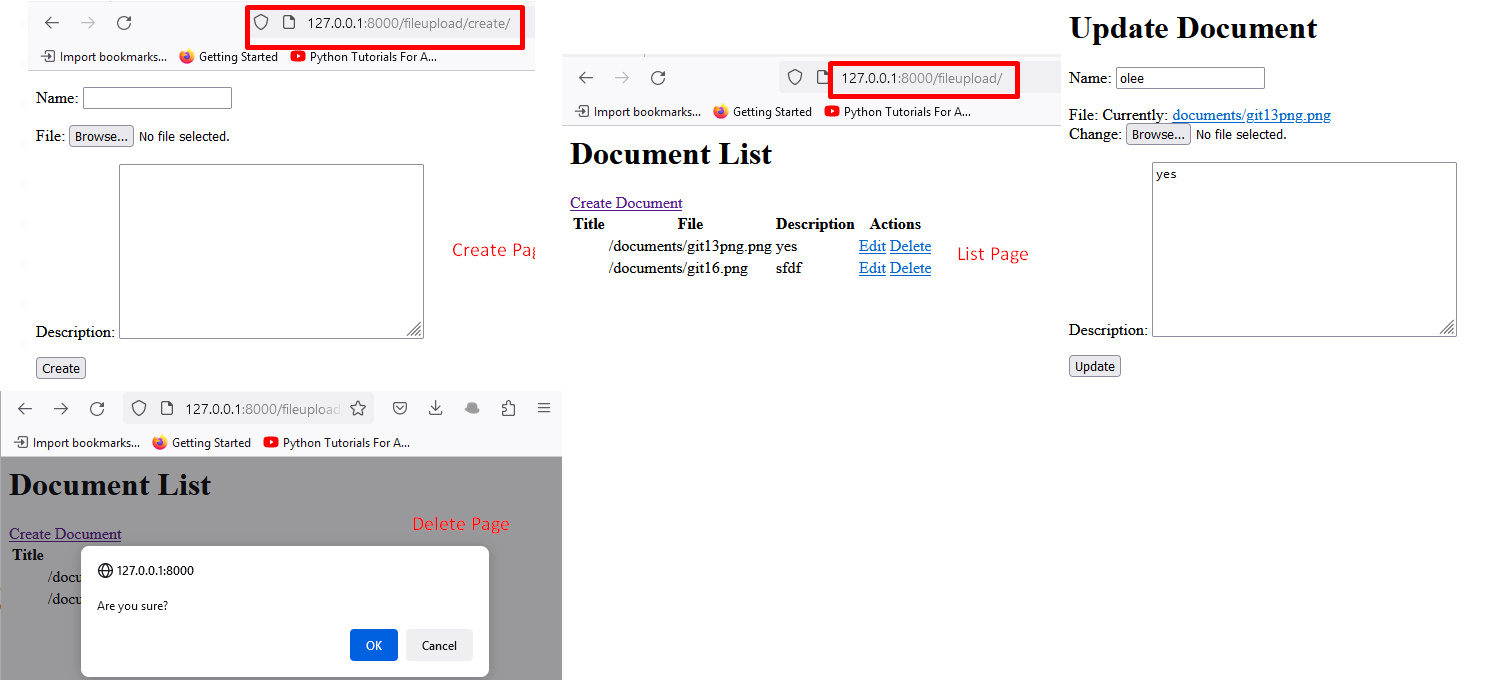 127.0.0.1:8000/fileupload/create/
Import bookmarks... Getting Started Python Tutorials For A...
Name:
File: Browse... No file selected.
Description:
Create Pag
Create
127.0.0.1:8000/fileupload/
Import bookmarks... Getting Started Python Tutorials For A...
Document List
Create Document
Title File Description Actions
/documents/git13png.png yes Edit Delete
/documents/git16.png sfdf Edit Delete
List Page
Update Document
Name: olee
File: Currently: documents/git13png.png
Change: Browse... No file selected.
yes
Description:
Update
127.0.0.1:8000/fileupload
Import bookmarks... Getting Started Python Tutorials For A...
Document List
Delete Page
Create Document
Title
/docu
/docu
127.0.0.1:8000
Are you sure?
OK Cancel